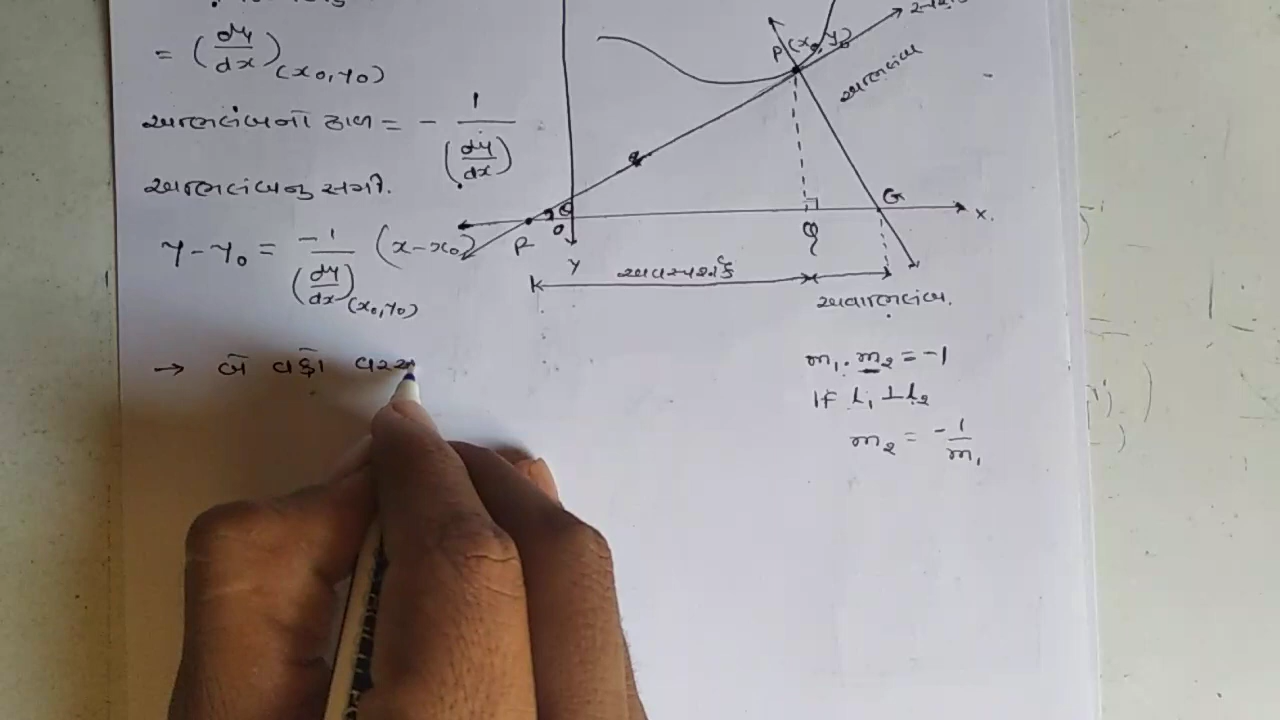 = (dy/dx)(x₀,y₀)
અભિલંબનો ઢાળ = - 1/(dy/dx)
અભિલંબનુ સમી.
y-y₀ = -1/(dy/dx)(x₀,y₀) (x-x₀)
→ બે વક્રો વચ્ચ
P(x₀,y₀)
અભિલંબ
θ
G
R
O
Q
x.
y
અવસ્પર્શક
અવાભિલંબ.
m₁. m₂ = -1
IF L₁ ⊥ L₂
m₂ = -1/m₁